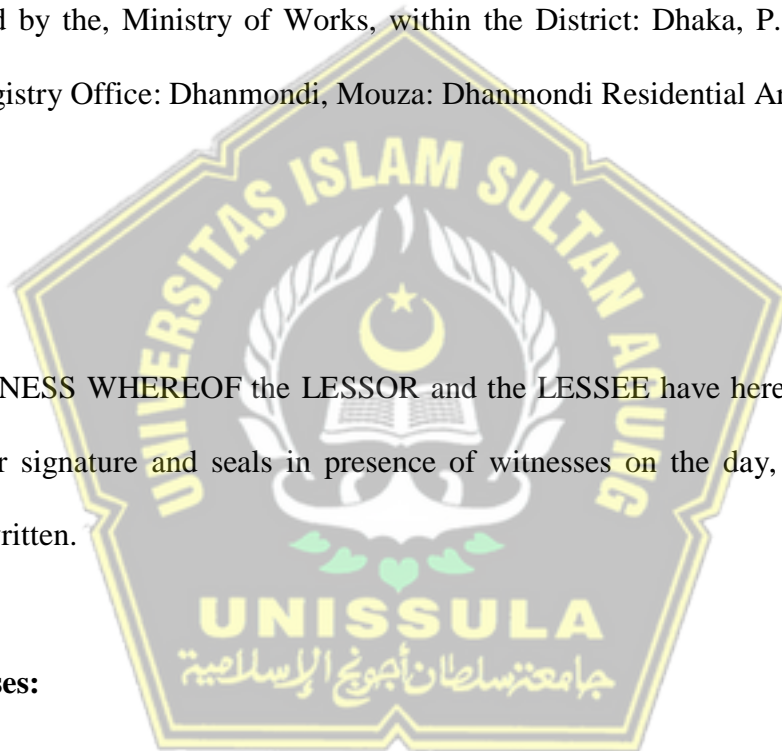 d by the, Ministry of Works, within the District: Dhaka, P.
gistry Office: Dhanmondi, Mouza: Dhanmondi Residential Ar
UNIVERSITAS ISLAM SULTAN AGUNG
NESS WHEREOF the LESSOR and the LESSEE have here
r signature and seals in presence of witnesses on the day,
ritten.
UNISSULA
جامعة سلطان أجونج الإسلامية
ses: